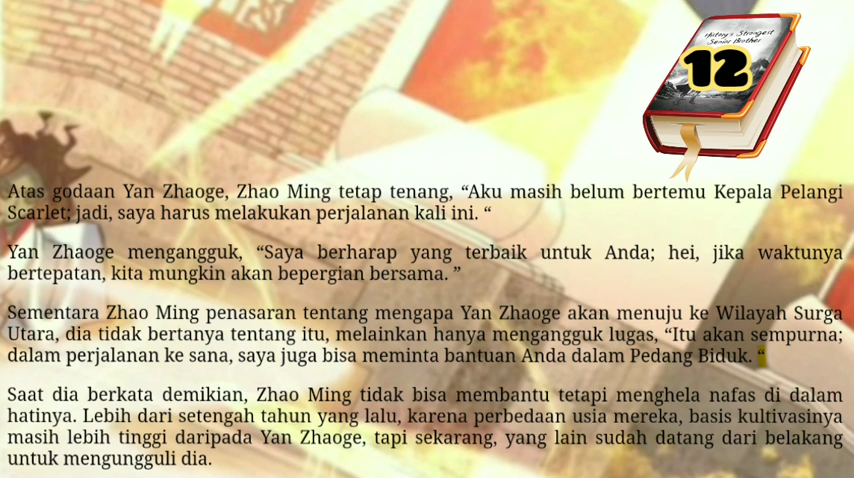 History's Strongest
Senior Brother
12
Atas godaan Yan Zhaoge, Zhao Ming tetap tenang, “Aku masih belum bertemu Kepala Pelangi
Scarlet; jadi, saya harus melakukan perjalanan kali ini. “
Yan Zhaoge mengangguk, “Saya berharap yang terbaik untuk Anda; hei, jika waktunya
bertepatan, kita mungkin akan bepergian bersama. ”
Sementara Zhao Ming penasaran tentang mengapa Yan Zhaoge akan menuju ke Wilayah Surga
Utara, dia tidak bertanya tentang itu, melainkan hanya mengangguk lugas, “Itu akan sempurna;
dalam perjalanan ke sana, saya juga bisa meminta bantuan Anda dalam Pedang Biduk. “
Saat dia berkata demikian, Zhao Ming tidak bisa membantu tetapi menghela nafas di dalam
hatinya. Lebih dari setengah tahun yang lalu, karena perbedaan usia mereka, basis kultivasinya
masih lebih tinggi daripada Yan Zhaoge, tapi sekarang, yang lain sudah datang dari belakang
untuk mengungguli dia.